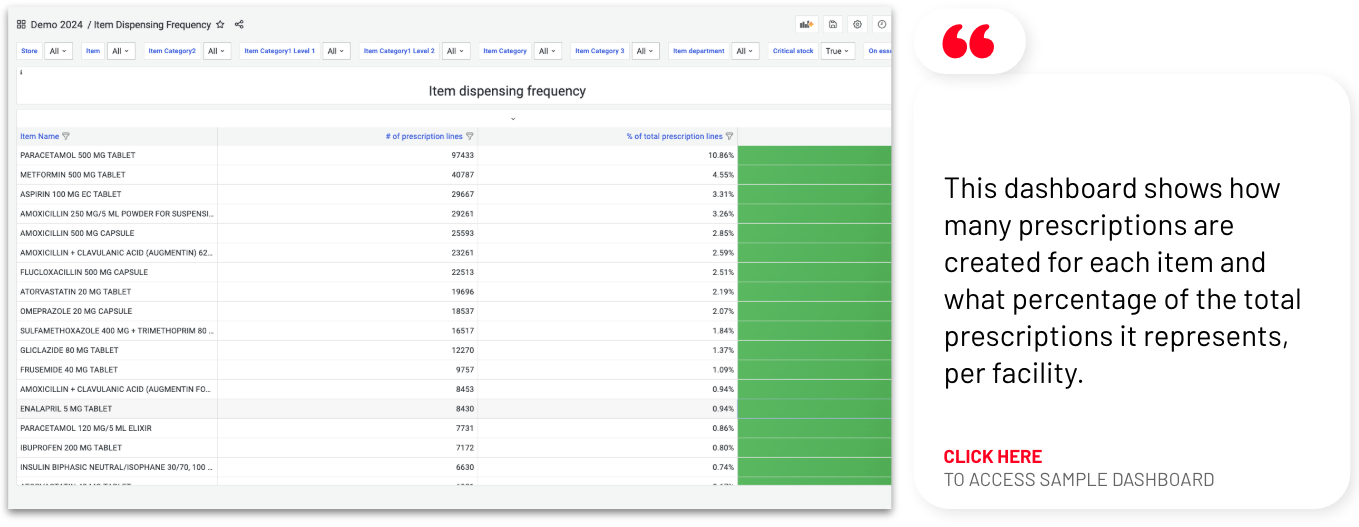 Demo 2024 / Item Dispensing Frequency
Store All Item All Item Category2 All Item Category1 Level 1 All Item Category1 Level 2 All Item Category All Item Category 3 All Item department All Critical stock True On esse
i
Item dispensing frequency
Item Name # of prescription lines % of total prescription lines
PARACETAMOL 500 MG TABLET 97433 10.86%
METFORMIN 500 MG TABLET 40787 4.55%
ASPIRIN 100 MG EC TABLET 29667 3.31%
AMOXICILLIN 250 MG/5 ML POWDER FOR SUSPENSI... 29261 3.26%
AMOXICILLIN 500 MG CAPSULE 25593 2.85%
AMOXICILLIN + CLAVULANIC ACID (AUGMENTIN) 62... 23261 2.59%
FLUCLOXACILLIN 500 MG CAPSULE 22513 2.51%
ATORVASTATIN 20 MG TABLET 19696 2.19%
OMEPRAZOLE 20 MG CAPSULE 18537 2.07%
SULFAMETHOXAZOLE 400 MG + TRIMETHOPRIM 80 ... 16517 1.84%
GLICLAZIDE 80 MG TABLET 12270 1.37%
FRUSEMIDE 40 MG TABLET 9757 1.09%
AMOXICILLIN + CLAVULANIC ACID (AUGMENTIN FO... 8453 0.94%
ENALAPRIL 5 MG TABLET 8430 0.94%
PARACETAMOL 120 MG/5 ML ELIXIR 7731 0.86%
IBUPROFEN 200 MG TABLET 7172 0.80%
INSULIN BIPHASIC NEUTRAL/ISOPHANE 30/70, 100 ... 6630 0.74%
“
This dashboard shows how
many prescriptions are
created for each item and
what percentage of the total
prescriptions it represents,
per facility.
CLICK HERE
TO ACCESS SAMPLE DASHBOARD